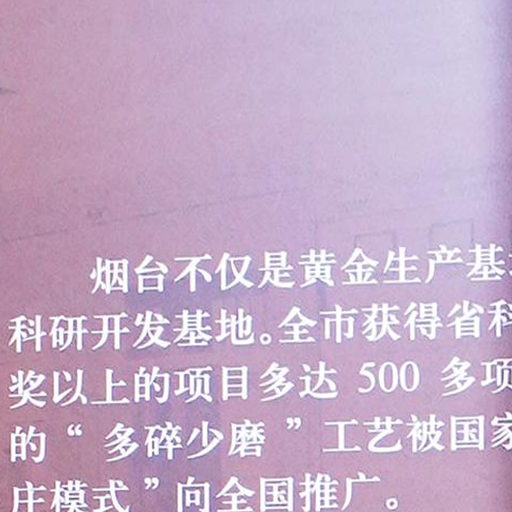 烟台不仅是黄金生产基
科研开发基地。全市获得省科
奖以上的项目多达 500 多项
的“ 多碎少磨 ”工艺被国家
庄模式”向全国推广。